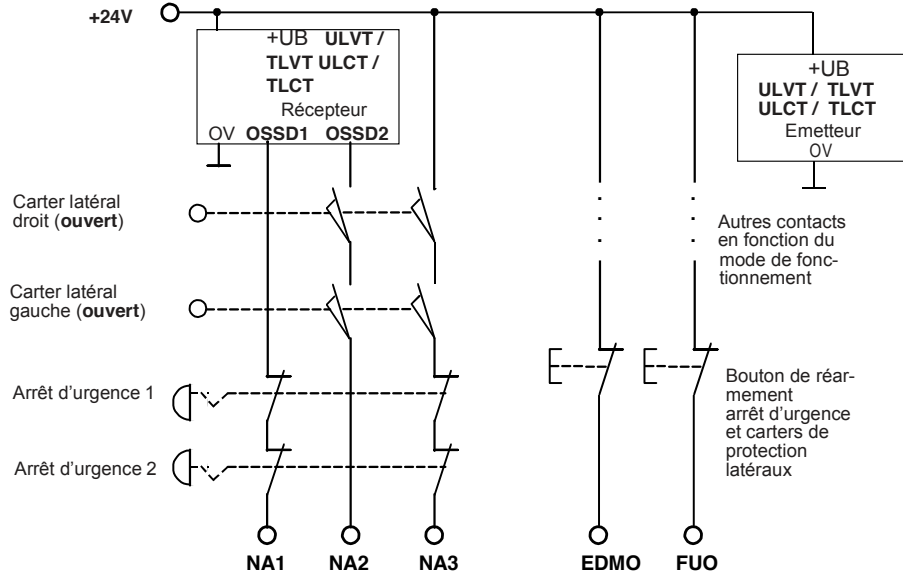 +24V
+UB ULVT /
TLVT ULCT /
TLCT
Récepteur
OV OSSD1 OSSD2
+UB
ULVT / TLVT
ULCT / TLCT
Emetteur
OV
Carter latéral
droit (ouvert)
Autres contacts
en fonction du
mode de fonc-
tionnement
Carter latéral
gauche (ouvert)
Arrêt d'urgence 1
Bouton de réar-
mement
arrêt d'urgence
et carters de
protection
latéraux
Arrêt d'urgence 2
NA1 NA2 NA3 EDMO FUO